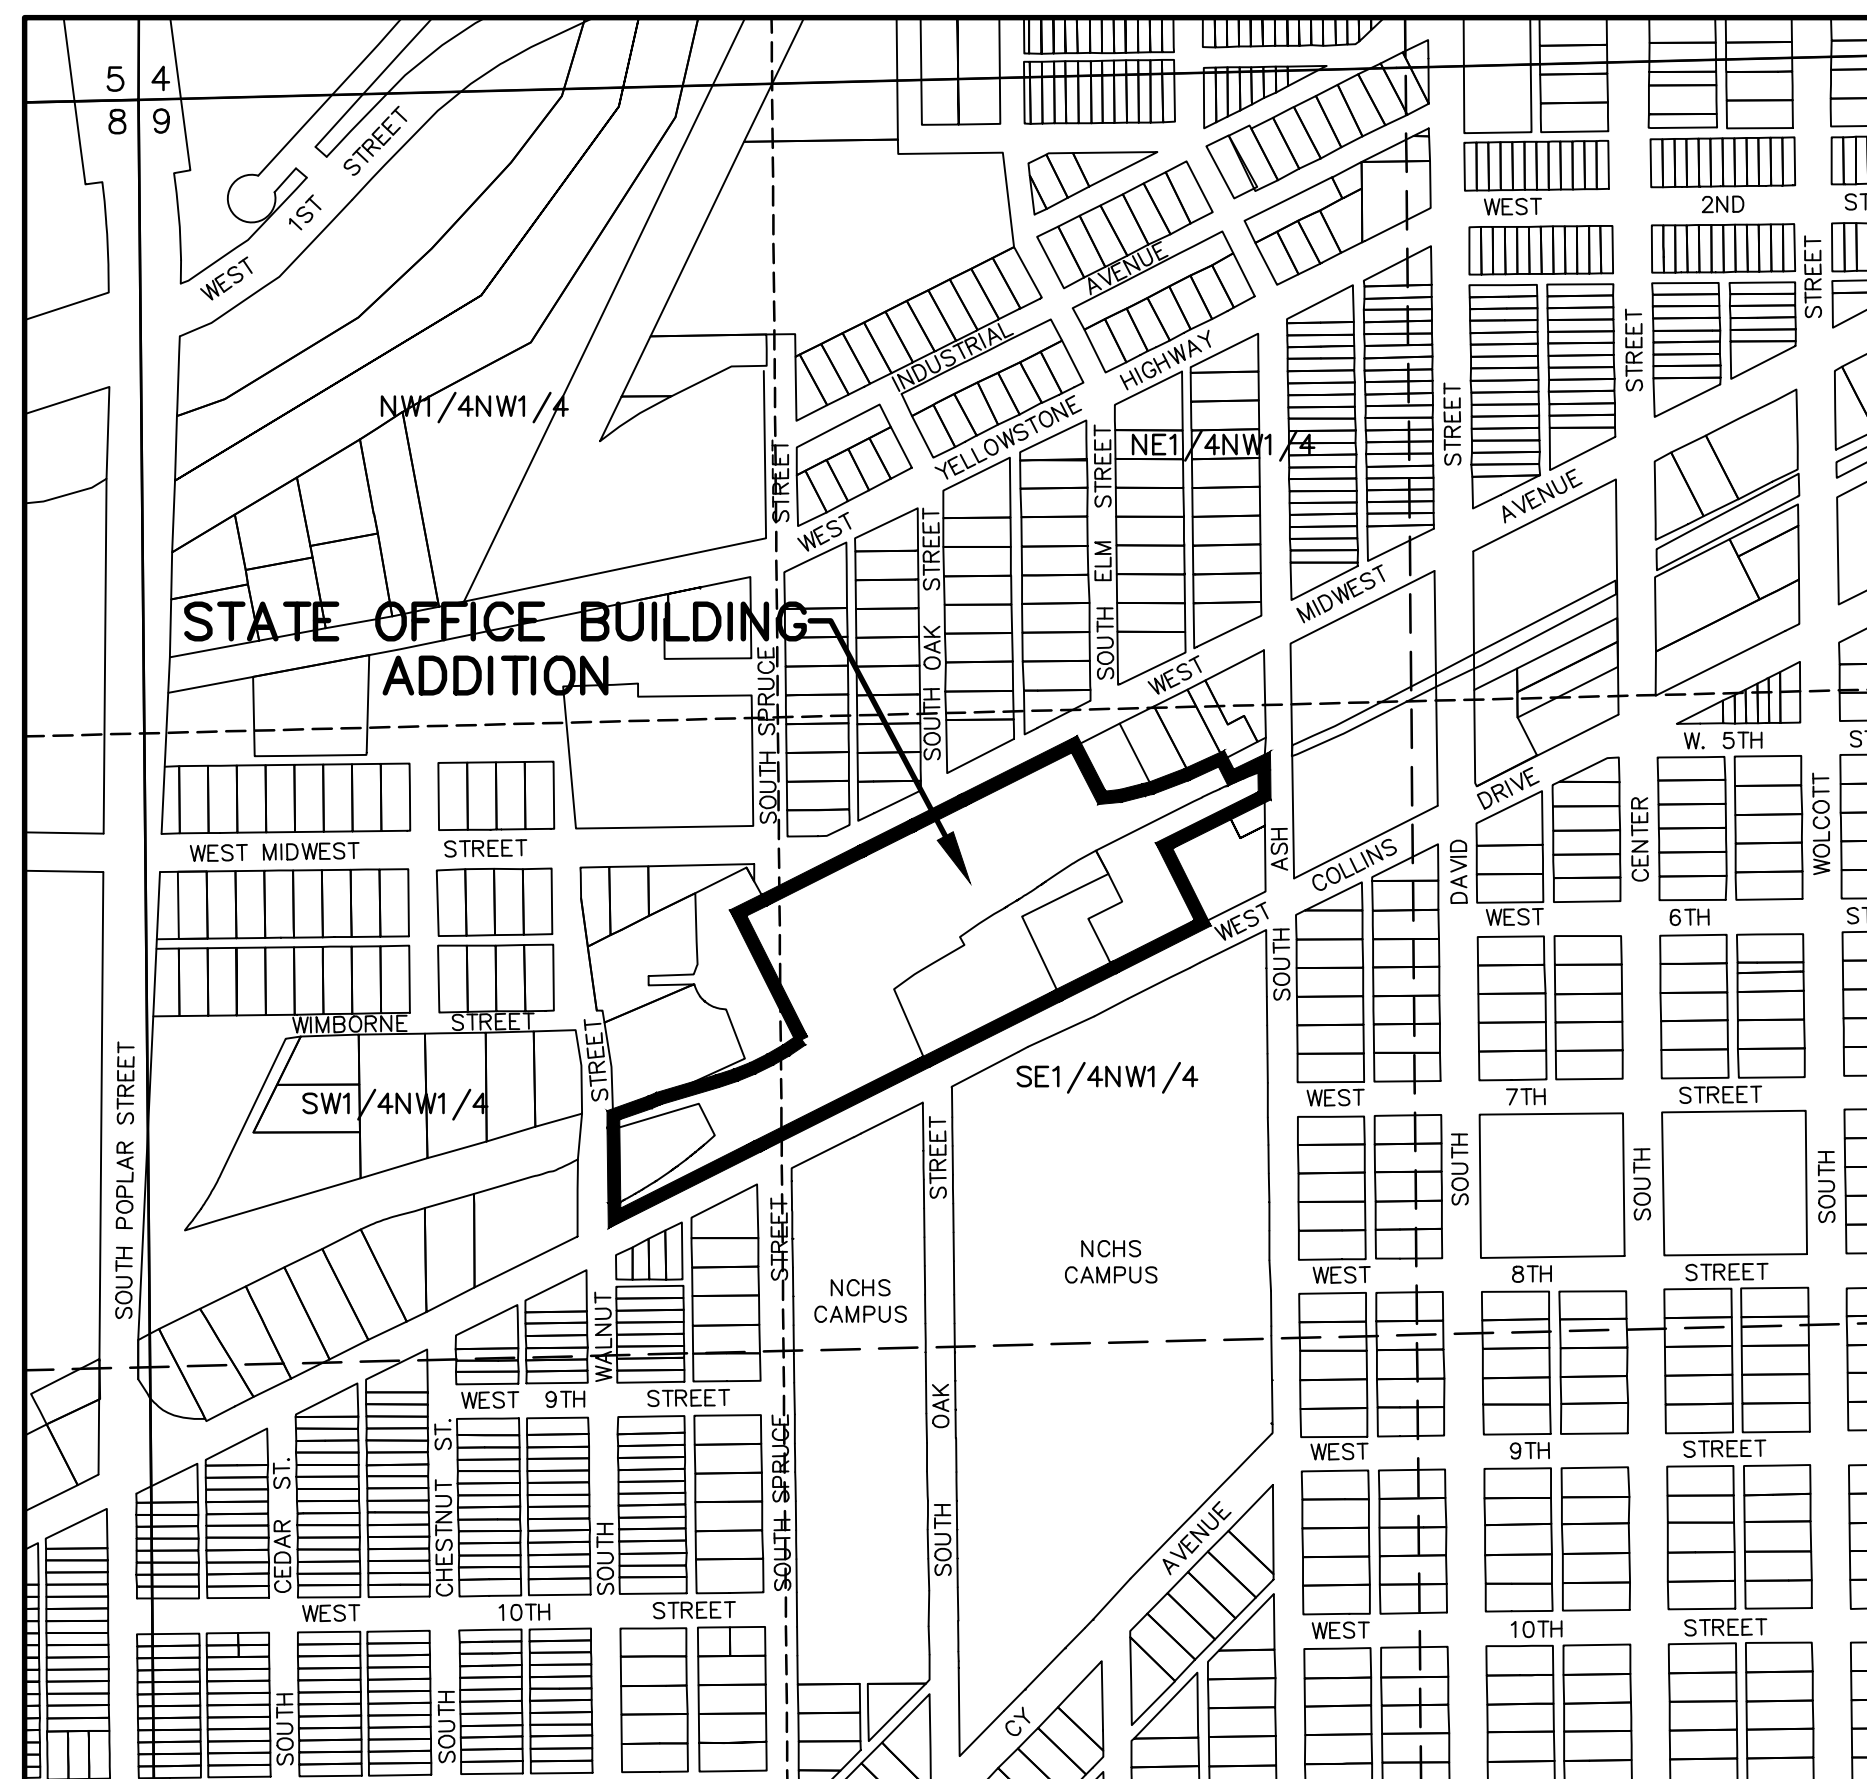 5 4
8 9
WEST 1ST STREET
WEST 2ND ST
INDUSTRIAL AVENUE
WEST YELLOWSTONE HIGHWAY
NW1/4NW1/4
NE1/4NW1/4
STATE OFFICE BUILDING
ADDITION
WEST MIDWEST AVENUE
W. 5TH ST
WEST COLLINS DRIVE
WEST MIDWEST STREET
WEST 6TH ST
WIMBORNE STREET
SW1/4NW1/4
SE1/4NW1/4
WEST 7TH STREET
NCHS
CAMPUS
NCHS
CAMPUS
WEST 8TH STREET
WEST 9TH STREET
WEST 9TH STREET
WEST 10TH STREET
WEST 10TH STREET
CY AVENUE
SOUTH POPLAR STREET
SOUTH CEDAR ST.
SOUTH CHESTNUT ST.
SOUTH WALNUT STREET
SOUTH SPRUCE STREET
SOUTH SPRUCE STREET
SOUTH OAK STREET
SOUTH OAK STREET
SOUTH ELM STREET
SOUTH ASH
SOUTH DAVID STREET
SOUTH CENTER STREET
SOUTH WOLCOTT STREET